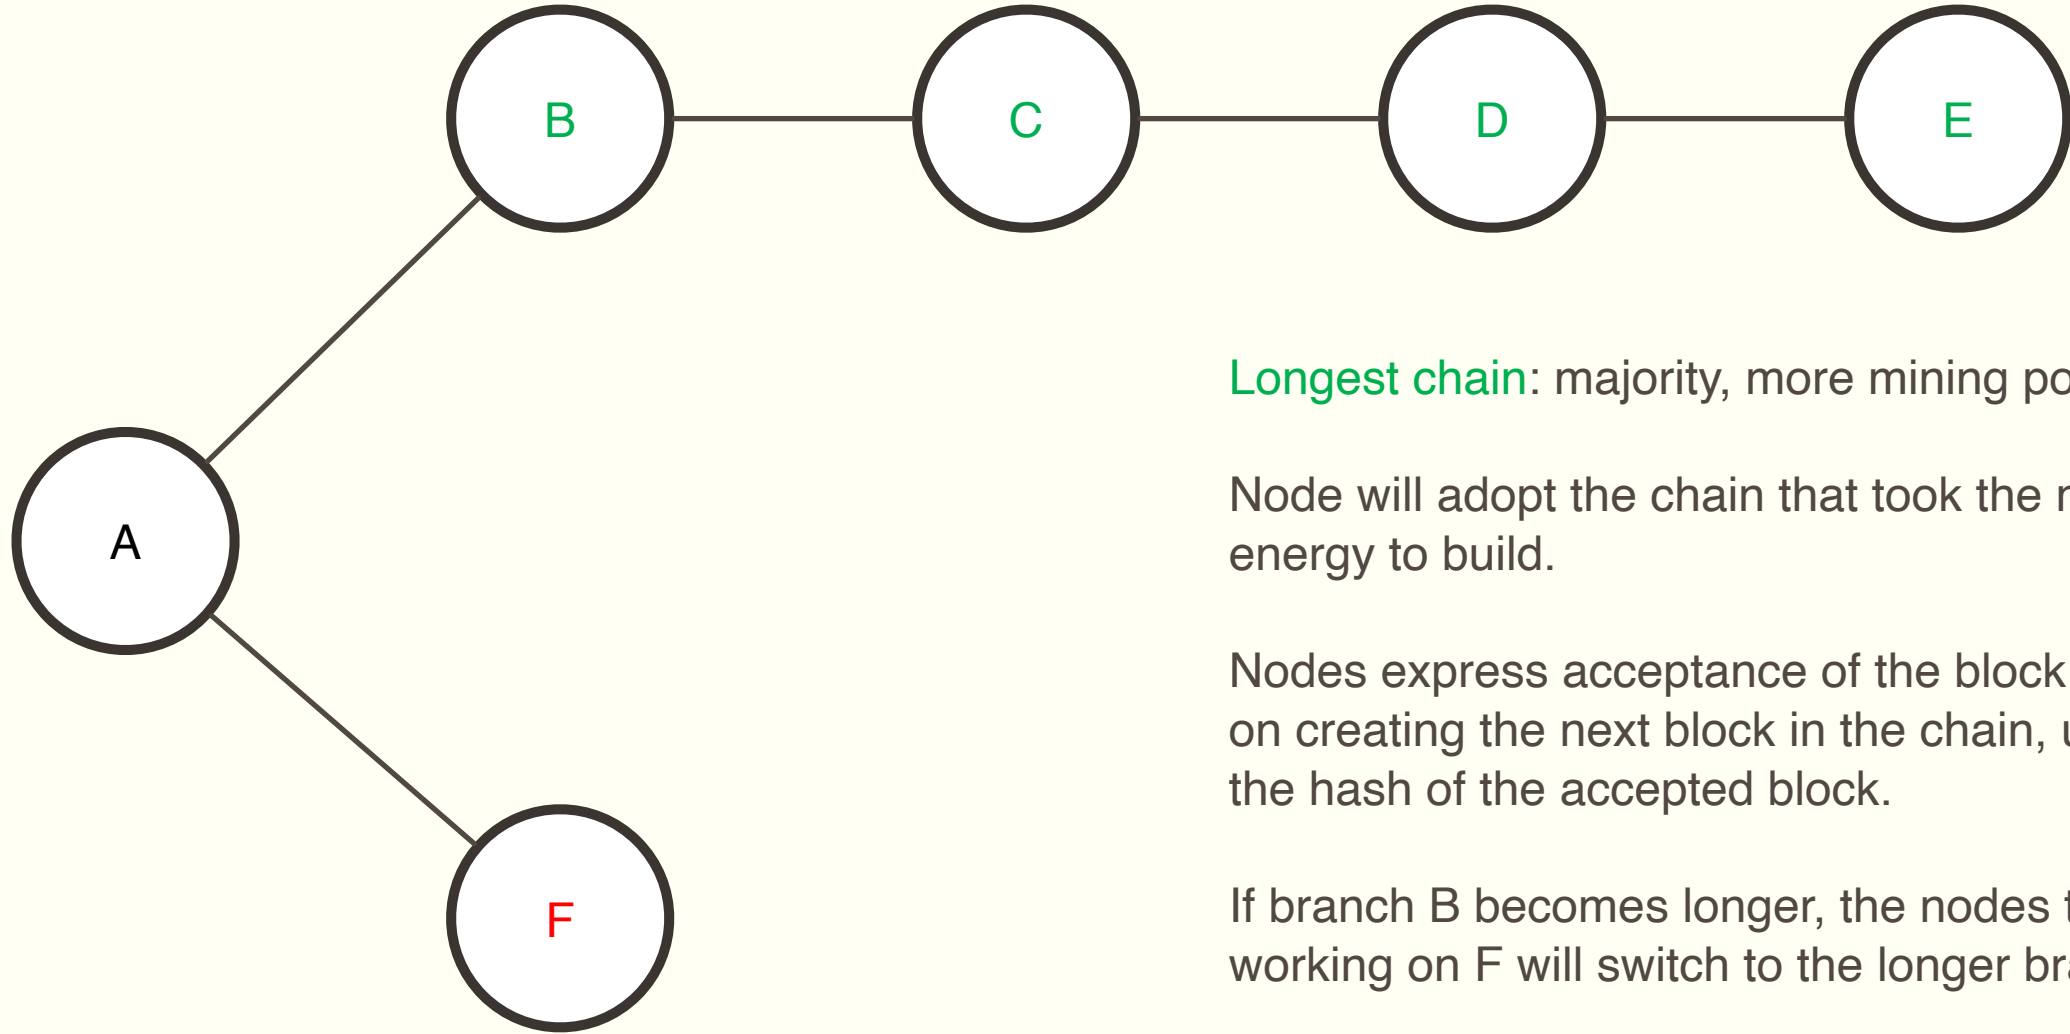 B C D E
A
F
Longest chain: majority, more mining
Node will adopt the chain that took the
energy to build.
Nodes express acceptance of the block
on creating the next block in the chain,
the hash of the accepted block.
If branch B becomes longer, the nodes
working on F will switch to the longer